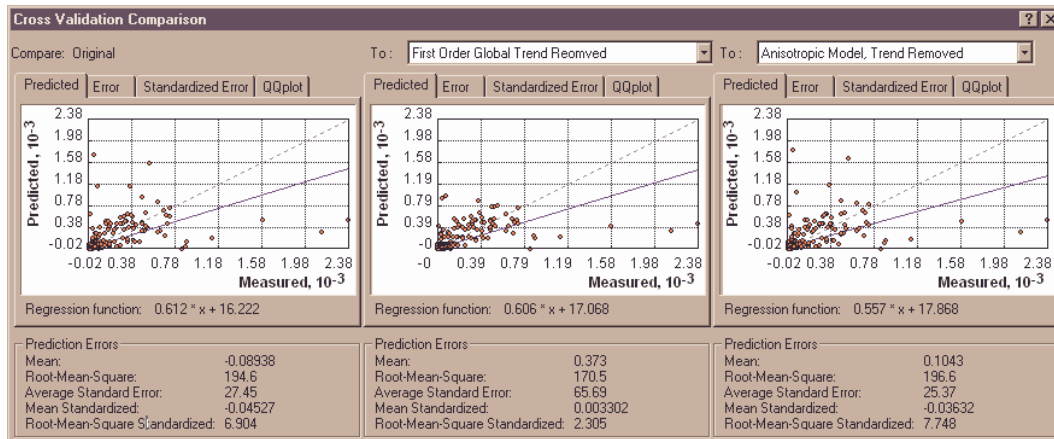 Cross Validation Comparison
Compare: Original
To: First Order Global Trend Reomved
To: Anisotropic Model, Trend Removed
Predicted Error Standardized Error QQplot
Predicted, 10-3
2.38
1.98
1.58
1.18
0.78
0.38
-0.02
-0.02 0.38 0.78 1.18 1.58 1.98 2.38
Measured, 10-3
Regression function: 0.612 * x + 16.222
Predicted Error Standardized Error QQplot
Predicted, 10-3
2.38
1.98
1.58
1.19
0.79
0.39
-0
-0 0.39 0.79 1.19 1.58 1.98 2.38
Measured, 10-3
Regression function: 0.606 * x + 17.068
Predicted Error Standardized Error QQplot
Predicted, 10-3
2.38
1.98
1.58
1.18
0.78
0.38
-0.02
-0.02 0.38 0.78 1.18 1.58 1.98 2.38
Measured, 10-3
Regression function: 0.557 * x + 17.868
Prediction Errors
Mean: -0.08938
Root-Mean-Square: 194.6
Average Standard Error: 27.45
Mean Standardized: -0.04527
Root-Mean-Square Standardized: 6.904
Prediction Errors
Mean: 0.373
Root-Mean-Square: 170.5
Average Standard Error: 65.69
Mean Standardized: 0.003302
Root-Mean-Square Standardized: 2.305
Prediction Errors
Mean: 0.1043
Root-Mean-Square: 196.6
Average Standard Error: 25.37
Mean Standardized: -0.03632
Root-Mean-Square Standardized: 7.748